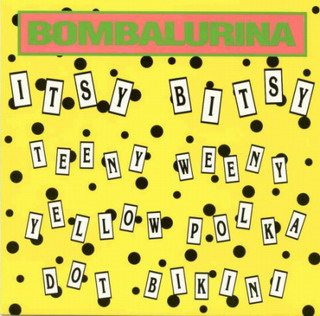 BOMBALURINA
ITSY BITSY
TEENY WEENY
YELLOW POLKA
DOT BIKINI